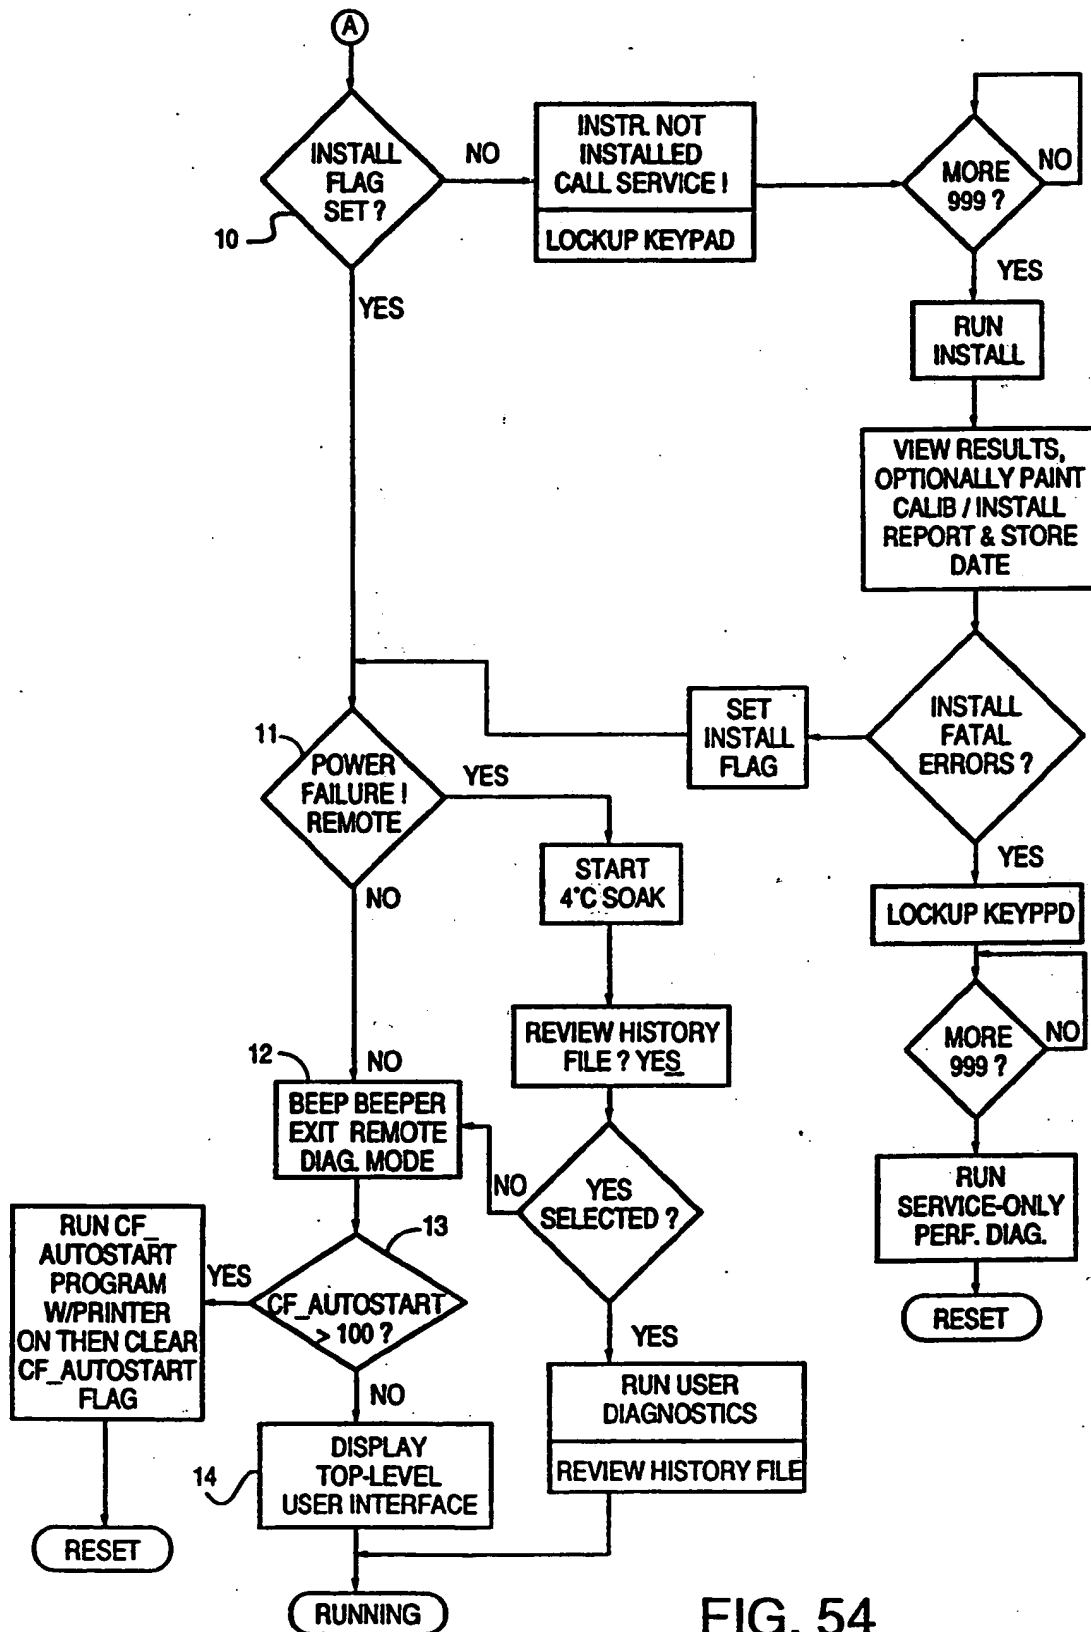 A
INSTALL
FLAG
SET ?
10
NO
INSTR. NOT
INSTALLED
CALL SERVICE !
LOCKUP KEYPAD
MORE
999 ?
NO
YES
RUN
INSTALL
VIEW RESULTS,
OPTIONALLY PAINT
CALIB / INSTALL
REPORT & STORE
DATE
INSTALL
FATAL
ERRORS ?
SET
INSTALL
FLAG
YES
LOCKUP KEYPPD
MORE
999 ?
NO
RUN
SERVICE-ONLY
PERF. DIAG.
RESET
YES
11
POWER
FAILURE !
REMOTE
YES
START
4°C SOAK
REVIEW HISTORY
FILE ? YES
YES
SELECTED ?
NO
YES
RUN USER
DIAGNOSTICS
REVIEW HISTORY FILE
NO
NO
12
BEEP BEEPER
EXIT REMOTE
DIAG. MODE
13
CF_AUTOSTART
> 100 ?
YES
RUN CF_
AUTOSTART
PROGRAM
W/PRINTER
ON THEN CLEAR
CF_AUTOSTART
FLAG
RESET
NO
14
DISPLAY
TOP-LEVEL
USER INTERFACE
RUNNING
FIG. 54